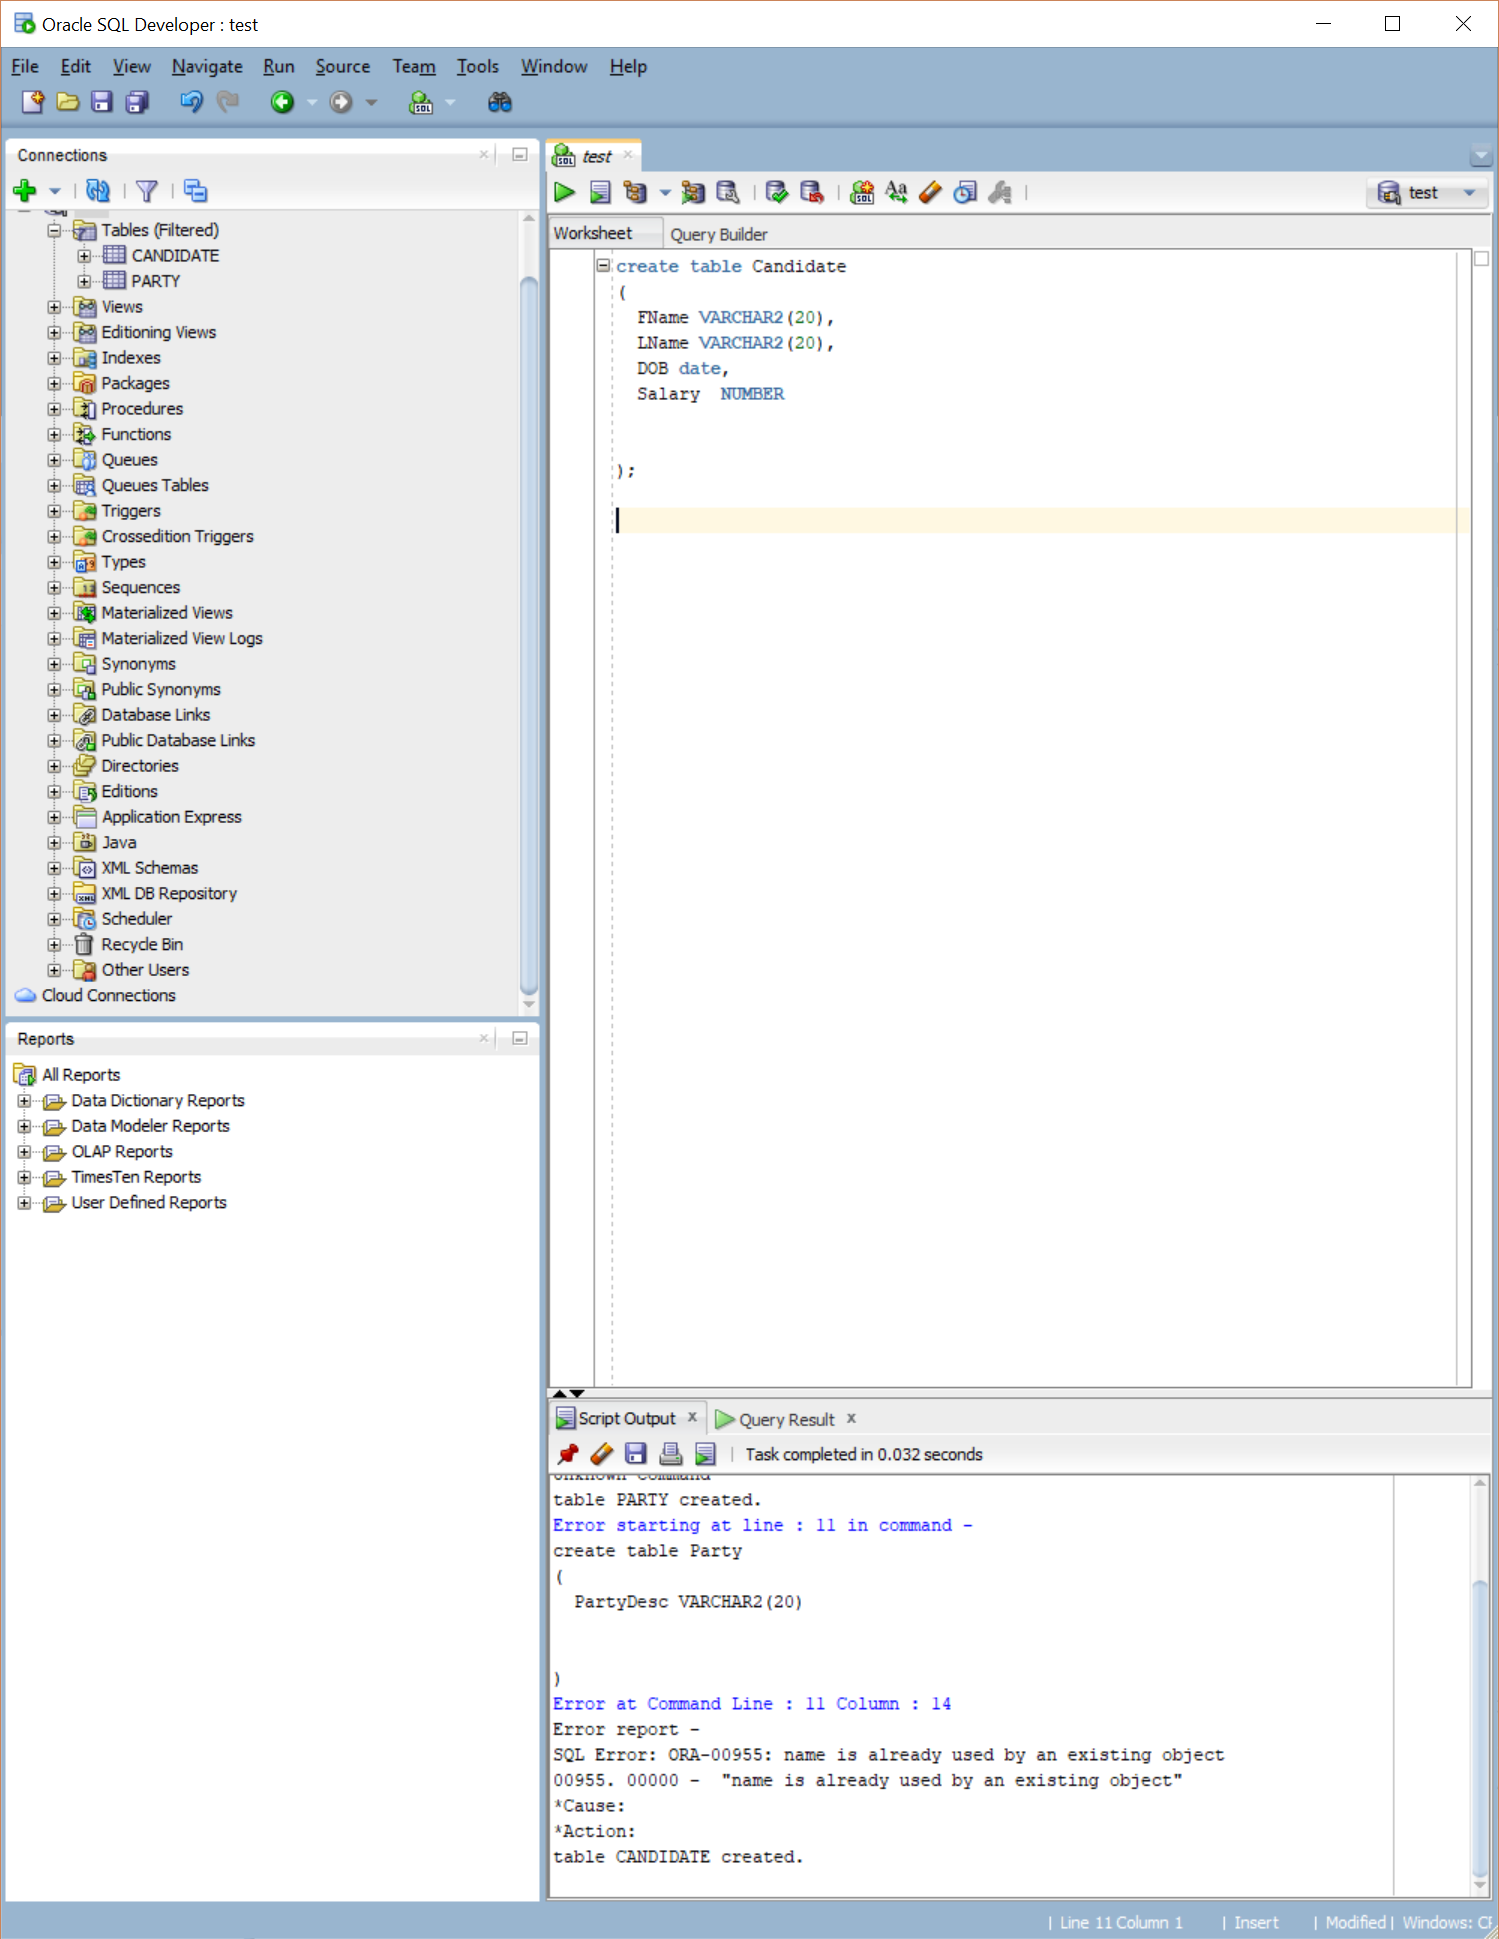 Oracle SQL Developer : test
File Edit View Navigate Run Source Team Tools Window Help
Connections
Tables (Filtered)
CANDIDATE
PARTY
Views
Editioning Views
Indexes
Packages
Procedures
Functions
Queues
Queues Tables
Triggers
Crossedition Triggers
Types
Sequences
Materialized Views
Materialized View Logs
Synonyms
Public Synonyms
Database Links
Public Database Links
Directories
Editions
Application Express
Java
XML Schemas
XML DB Repository
Scheduler
Recycle Bin
Other Users
Cloud Connections
Reports
All Reports
Data Dictionary Reports
Data Modeler Reports
OLAP Reports
TimesTen Reports
User Defined Reports
test
test
Worksheet Query Builder
create table Candidate
(
FName VARCHAR2(20),
LName VARCHAR2(20),
DOB date,
Salary  NUMBER
);
Script Output Query Result
Task completed in 0.032 seconds
Unknown Command
table PARTY created.
Error starting at line : 11 in command -
create table Party
(
PartyDesc VARCHAR2(20)
)
Error at Command Line : 11 Column : 14
Error report -
SQL Error: ORA-00955: name is already used by an existing object
00955. 00000 -  "name is already used by an existing object"
*Cause:
*Action:
table CANDIDATE created.
| Line 11 Column 1 | Insert | Modified | Windows: